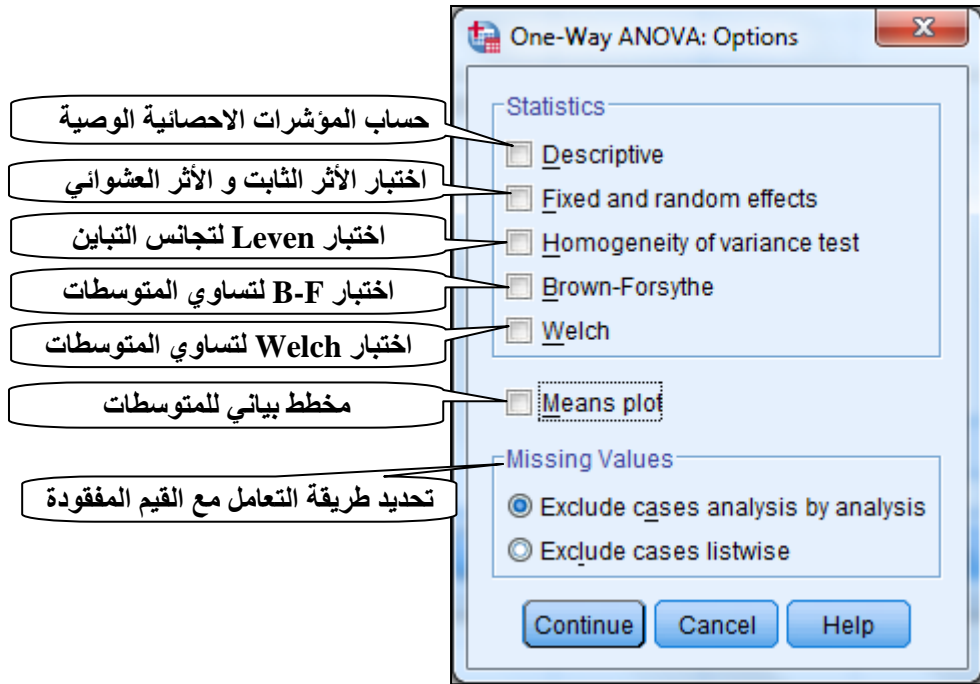 One-Way ANOVA: Options
Statistics
حساب المؤشرات الاحصائية الوصية
Descriptive
اختبار الأثر الثابت و الأثر العشوائي
Fixed and random effects
اختبار Leven لتجانس التباين
Homogeneity of variance test
اختبار B-F لتساوي المتوسطات
Brown-Forsythe
اختبار Welch لتساوي المتوسطات
Welch
مخطط بياني للمتوسطات
Means plot
Missing Values
تحديد طريقة التعامل مع القيم المفقودة
Exclude cases analysis by analysis
Exclude cases listwise
Continue Cancel Help